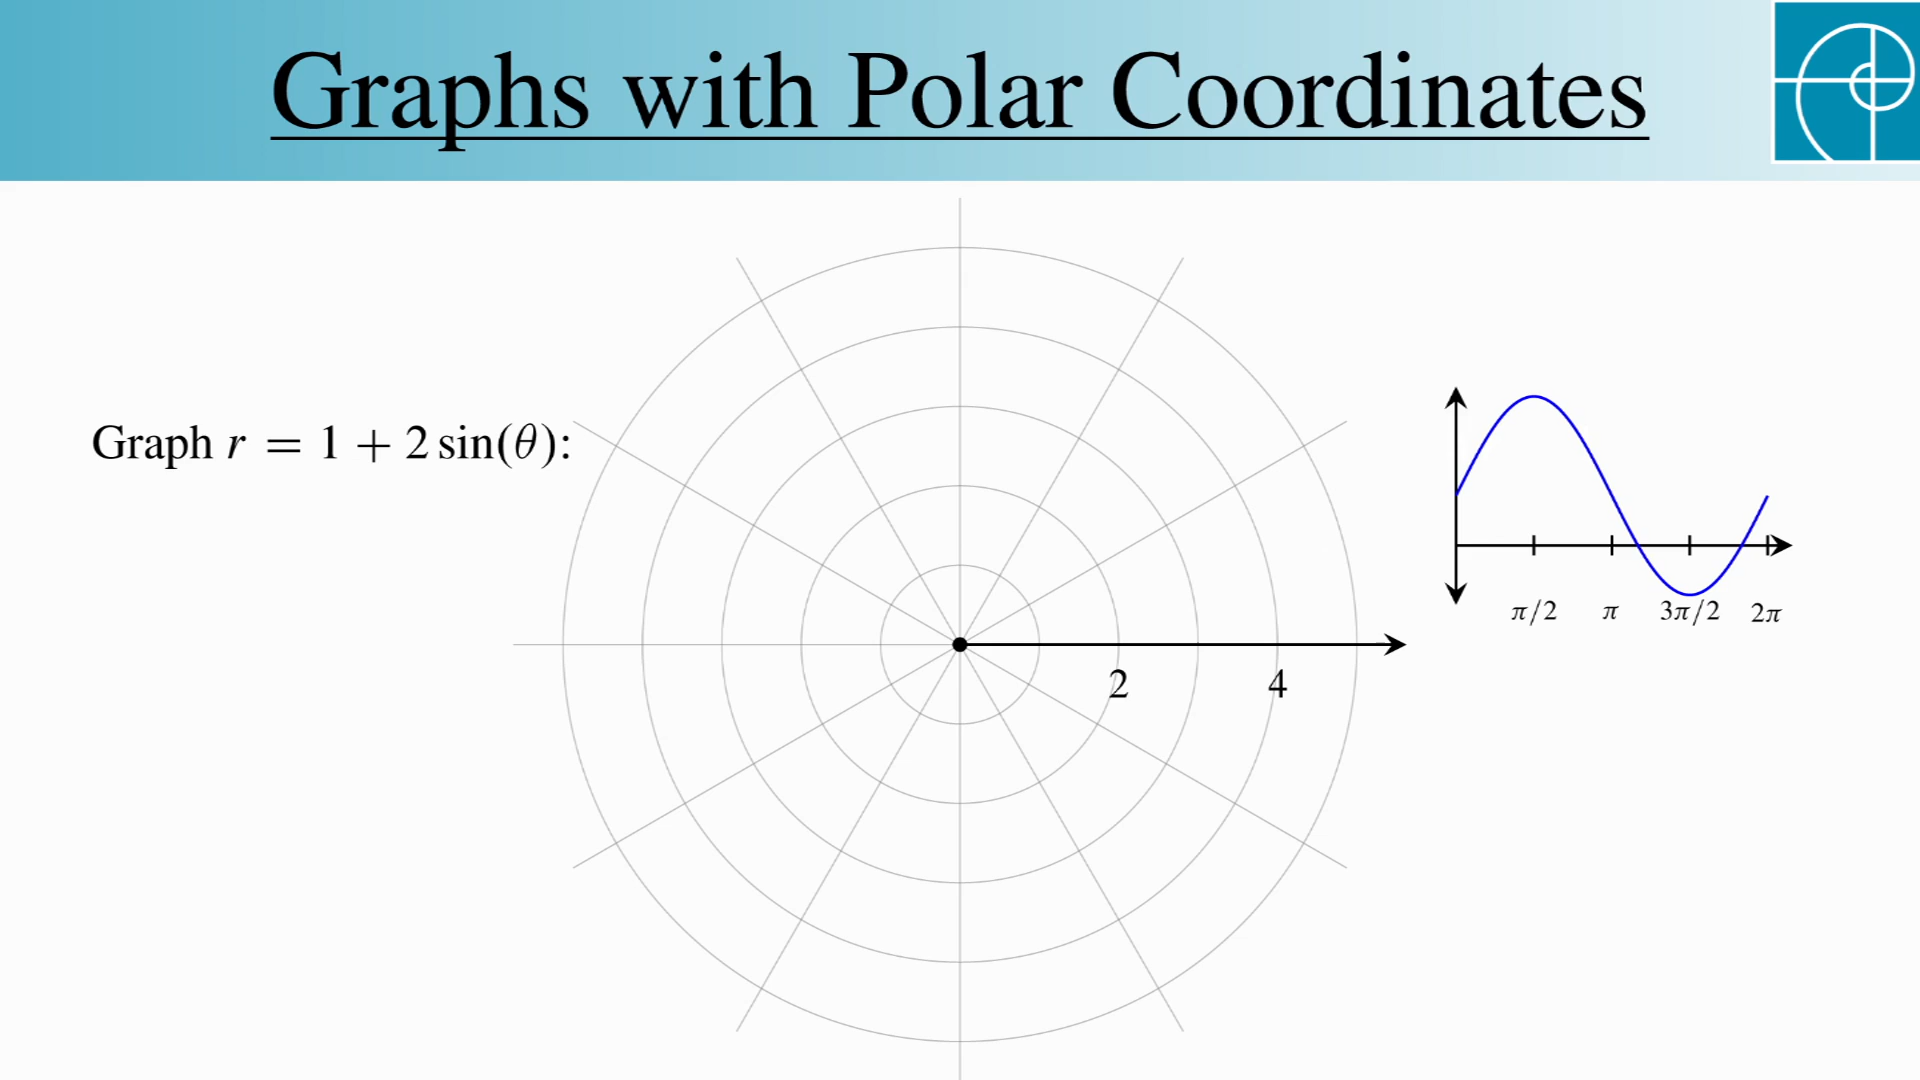 Graphs with Polar Coordinates
Graph r = 1 + 2 sin(θ):
π/2 π 3π/2 2π
2 4